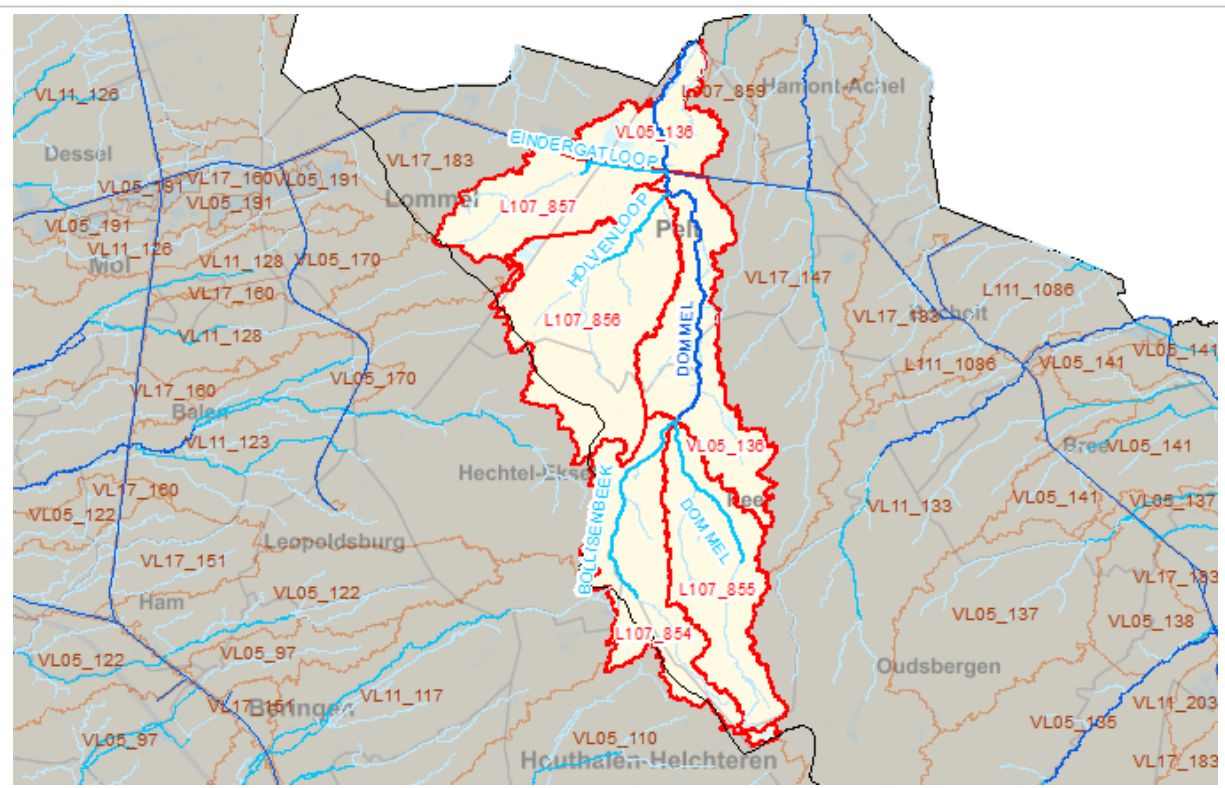 VL11_126
Dessel
VL05_191
VL17_160
VL05_191
VL05_191
VL05_191
VL11_126
Mol
VL11_128
VL05_170
VL17_160
VL11_128
VL17_160
VL05_170
Balen
VL11_123
VL17_160
VL05_122
Leopoldsburg
VL17_151
VL05_122
Ham
VL05_122
VL05_97
VL17_151
Beringen
VL11_117
VL05_97
VL17_183
Lommel
EINDERGATLOOP
VL05_136
L107_859
Hamont-Achel
L107_857
HOLVENLOOP
Pelt
L107_856
DOMMEL
VL17_147
L111_1086
VL17_183
L111_1086
VL05_141
VL05_141
Hechtel-Eksel
VL05_136
Bree
VL05_141
VL05_141
VL05_137
VL11_133
BOLLISENBEEK
DOMMEL
L107_855
L107_854
VL17_183
VL05_137
VL05_138
Oudsbergen
VL11_203
VL05_110
Houthalen-Helchteren
VL17_183